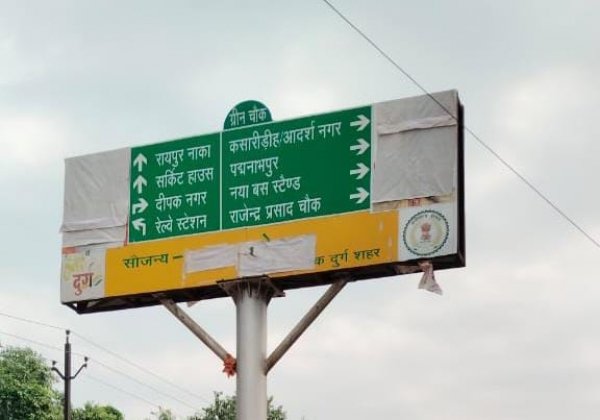 ग्रीन चौक
रायपुर नाका
सर्किट हाउस
दीपक नगर
रेल्वे स्टेशन
कसारीडीह/आदर्श नगर
पद्मनाभपुर
नया बस स्टैण्ड
राजेन्द्र प्रसाद चौक
सौजन्य –
क दुर्ग शहर
दुर्ग